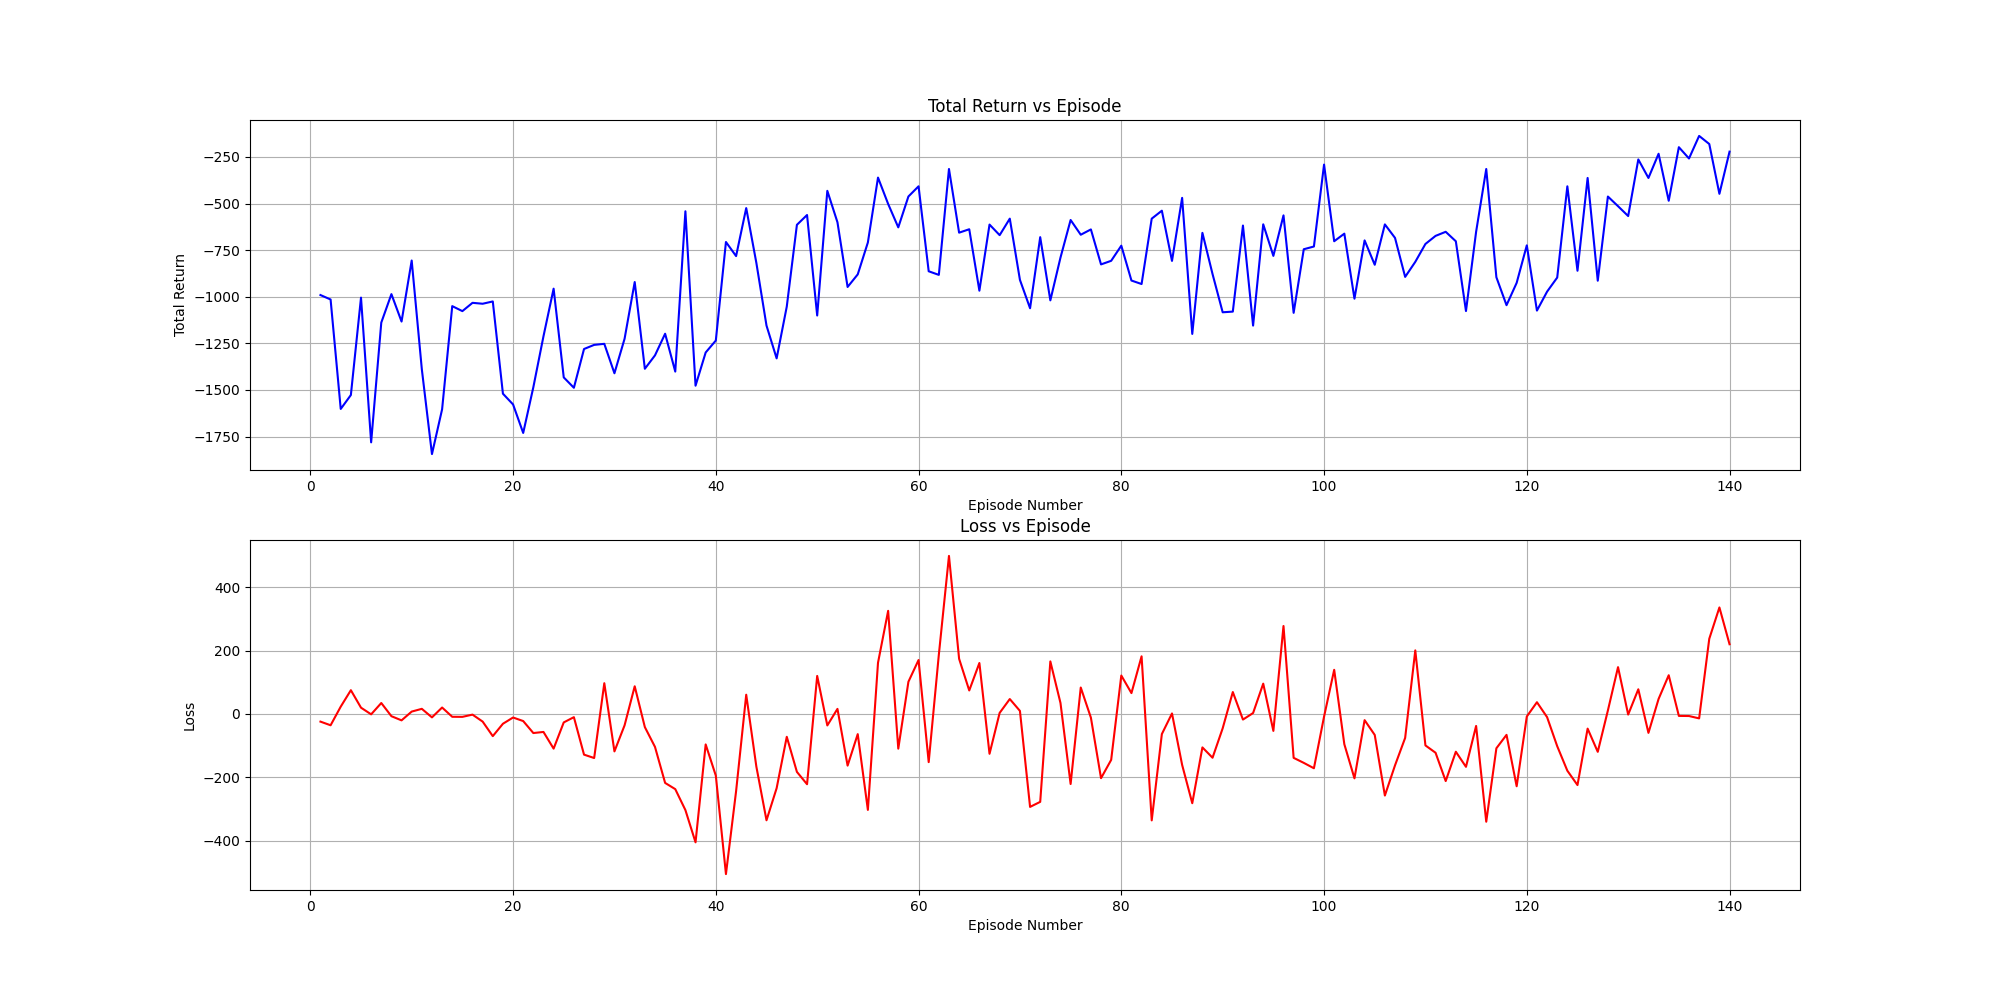 Total Return vs Episode
Total Return
−250
−500
−750
−1000
−1250
−1500
−1750
0 20 40 60 80 100 120 140
Episode Number
Loss vs Episode
Loss
400
200
0
−200
−400
0 20 40 60 80 100 120 140
Episode Number